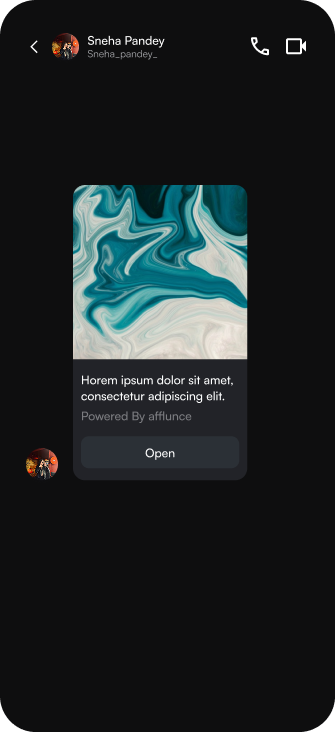 Sneha Pandey
Sneha_pandey_
Horem ipsum dolor sit amet,
consectetur adipiscing elit.
Powered By afflunce
Open